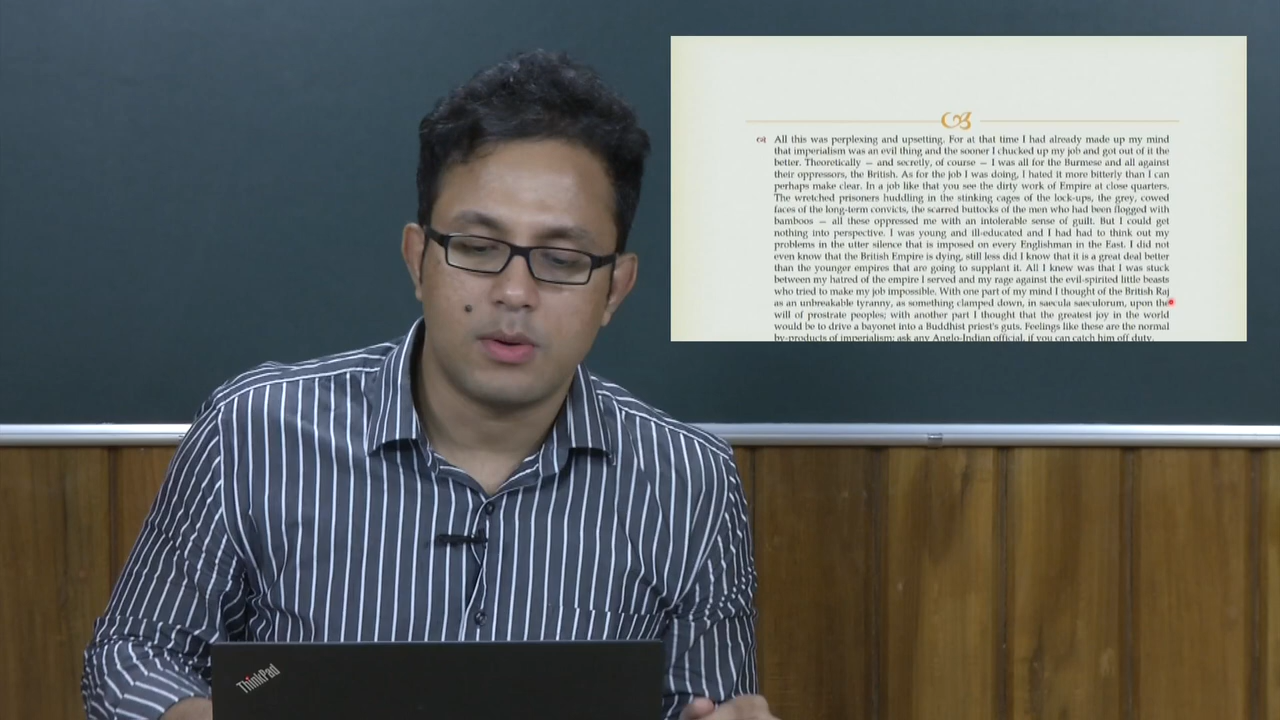 All this was perplexing and upsetting. For at that time I had already made up my mind
that imperialism was an evil thing and the sooner I chucked up my job and got out of it the
better. Theoretically — and secretly, of course — I was all for the Burmese and all against
their oppressors, the British. As for the job I was doing, I hated it more bitterly than I can
perhaps make clear. In a job like that you see the dirty work of Empire at close quarters.
The wretched prisoners huddling in the stinking cages of the lock-ups, the grey, cowed
faces of the long-term convicts, the scarred buttocks of the men who had been flogged with
bamboos — all these oppressed me with an intolerable sense of guilt. But I could get
nothing into perspective. I was young and ill-educated and I had had to think out my
problems in the utter silence that is imposed on every Englishman in the East. I did not
even know that the British Empire is dying, still less did I know that it is a great deal better
than the younger empires that are going to supplant it. All I knew was that I was stuck
between my hatred of the empire I served and my rage against the evil-spirited little beasts
who tried to make my job impossible. With one part of my mind I thought of the British Raj
as an unbreakable tyranny, as something clamped down, in saecula saeculorum, upon the
will of prostrate peoples; with another part I thought that the greatest joy in the world
would be to drive a bayonet into a Buddhist priest's guts. Feelings like these are the normal
by-products of imperialism; ask any Anglo-Indian official, if you can catch him off duty.
ThinkPad